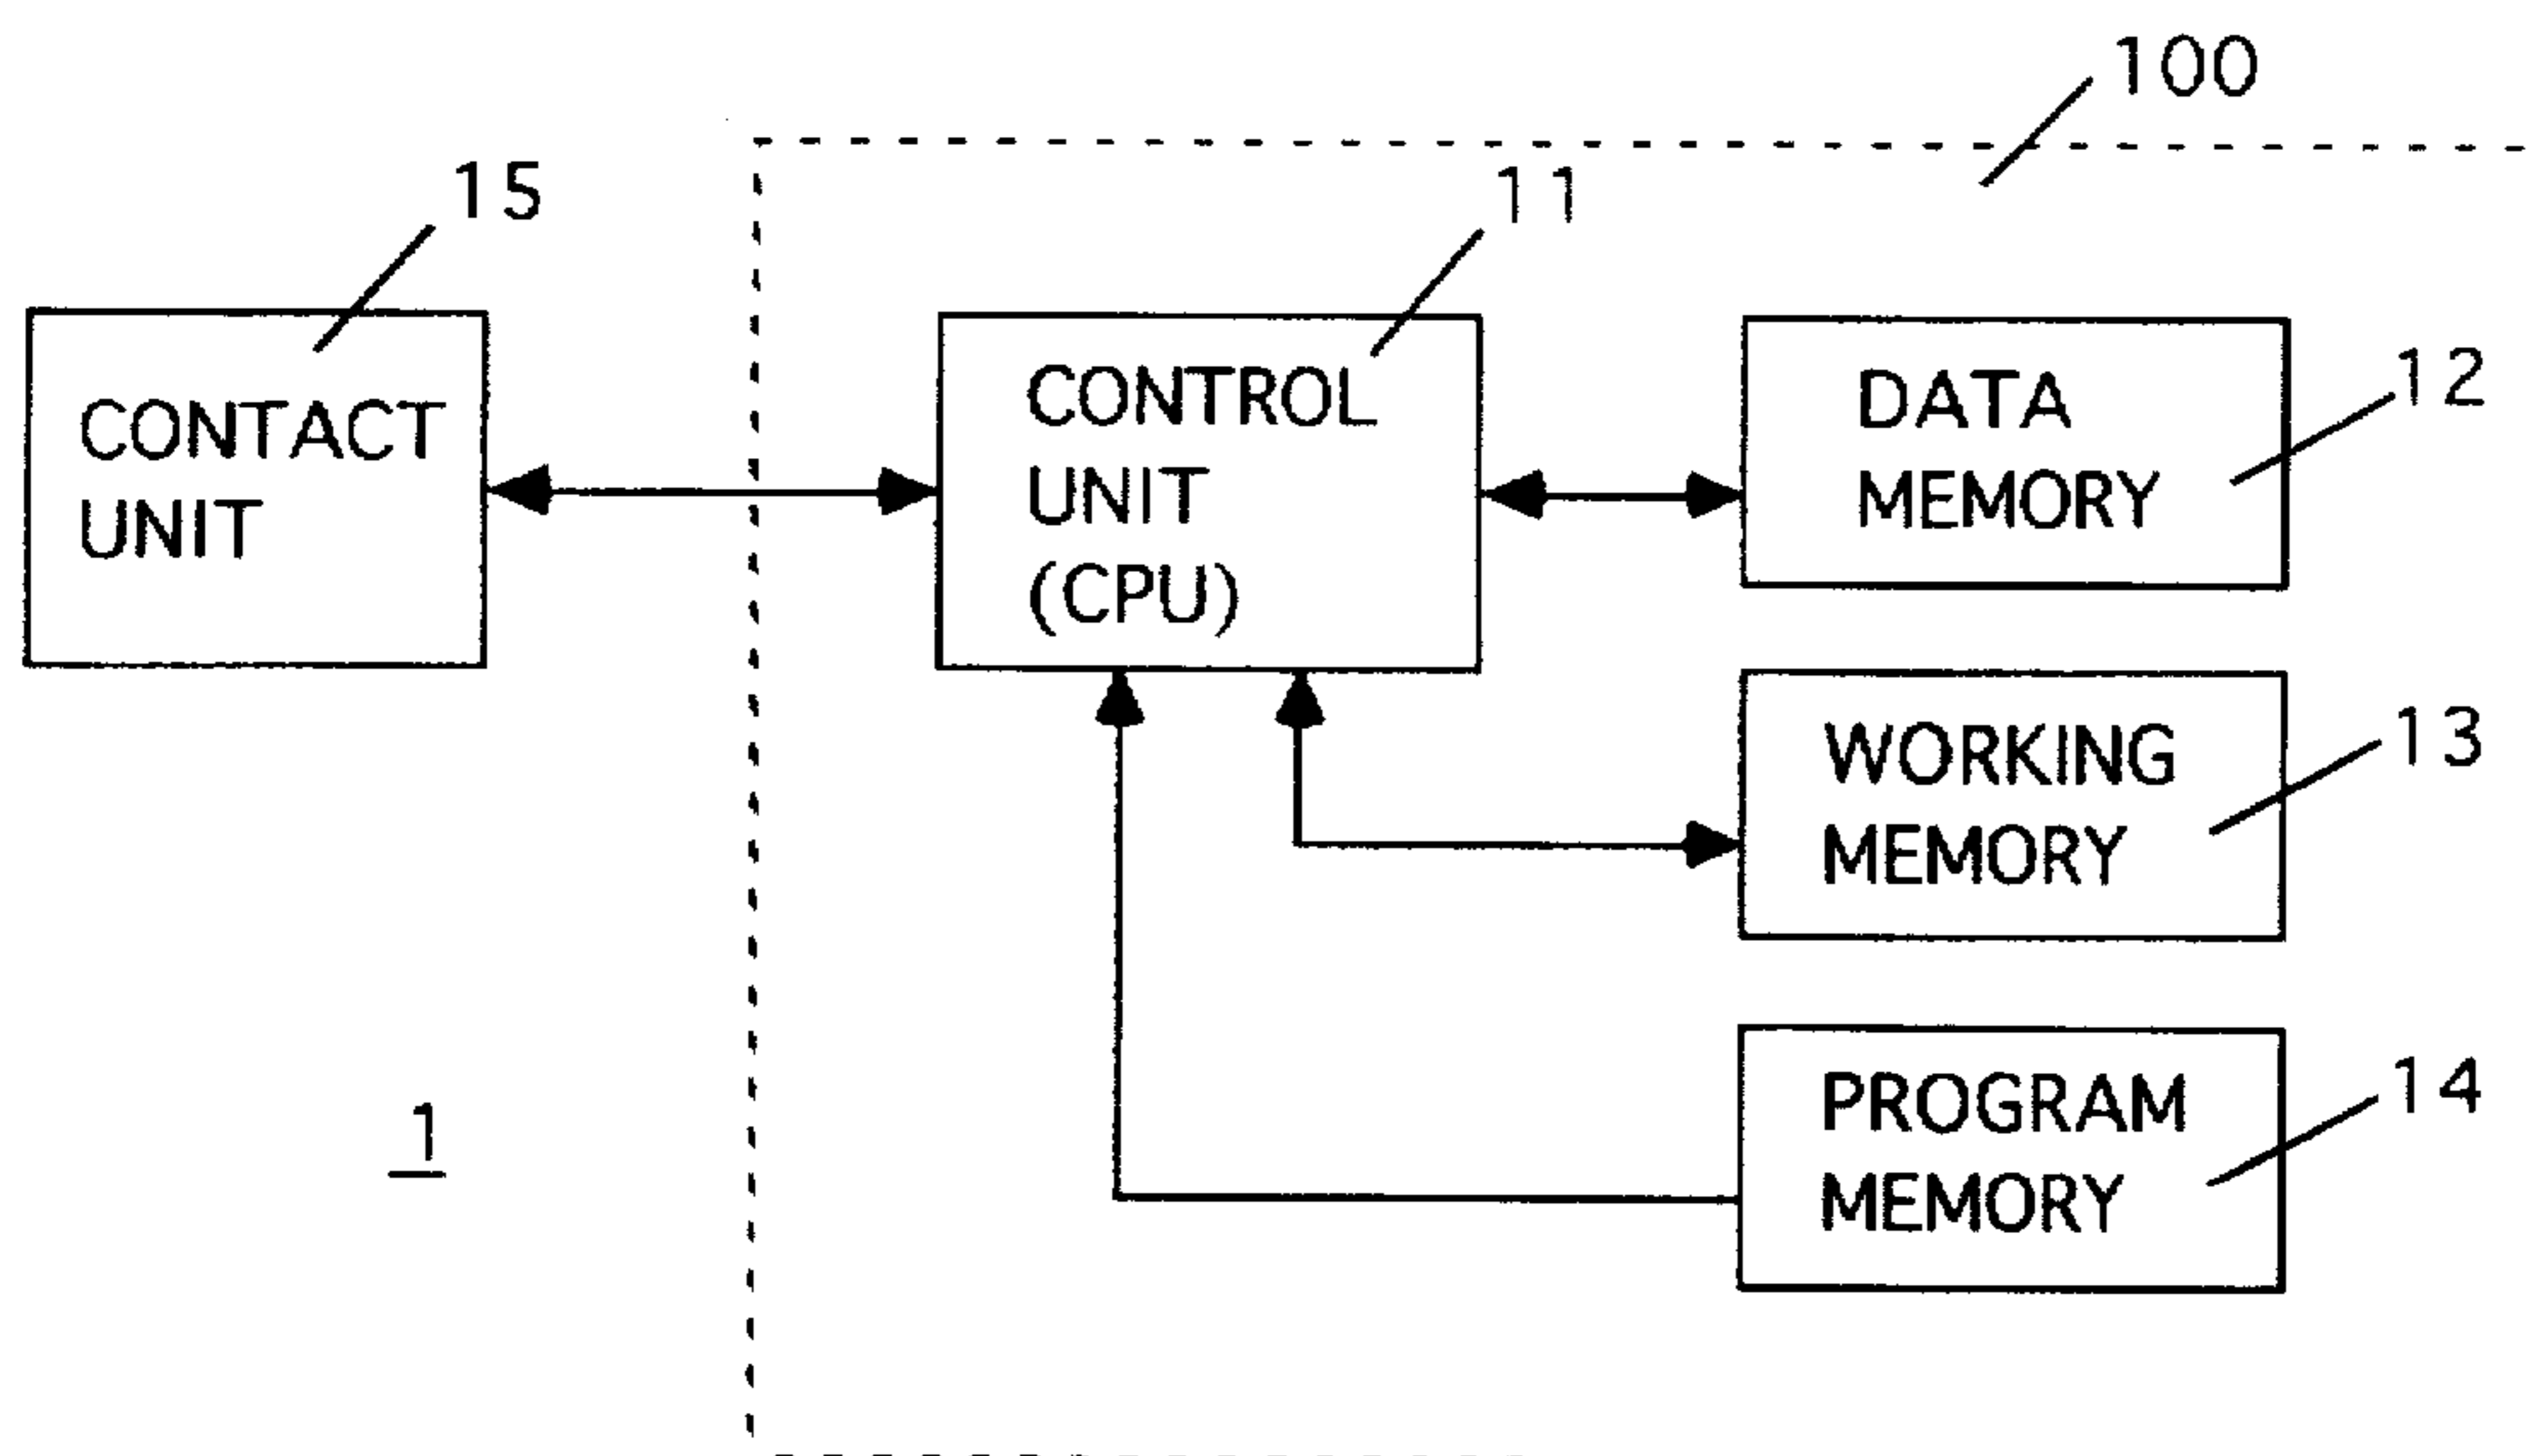 100
15
11
CONTACT
UNIT
CONTROL
UNIT
(CPU)
DATA
MEMORY
12
WORKING
MEMORY
13
PROGRAM
MEMORY
14
1